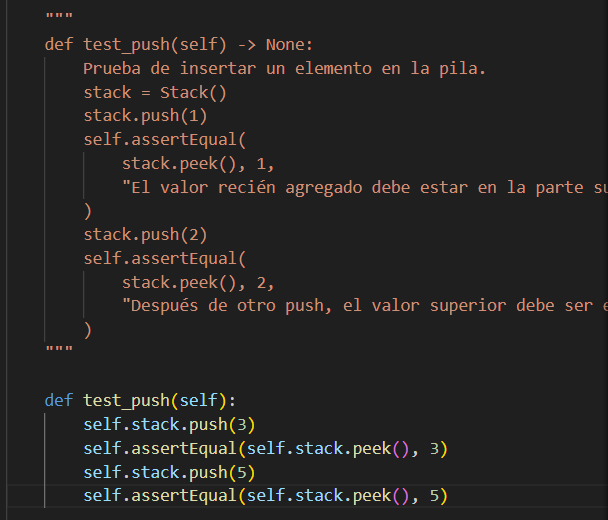 """
def test_push(self) -> None:
    Prueba de insertar un elemento en la pila.
    stack = Stack()
    stack.push(1)
    self.assertEqual(
        stack.peek(), 1,
        "El valor recién agregado debe estar en la parte su
    )
    stack.push(2)
    self.assertEqual(
        stack.peek(), 2,
        "Después de otro push, el valor superior debe ser e
    )
"""
def test_push(self):
    self.stack.push(3)
    self.assertEqual(self.stack.peek(), 3)
    self.stack.push(5)
    self.assertEqual(self.stack.peek(), 5)